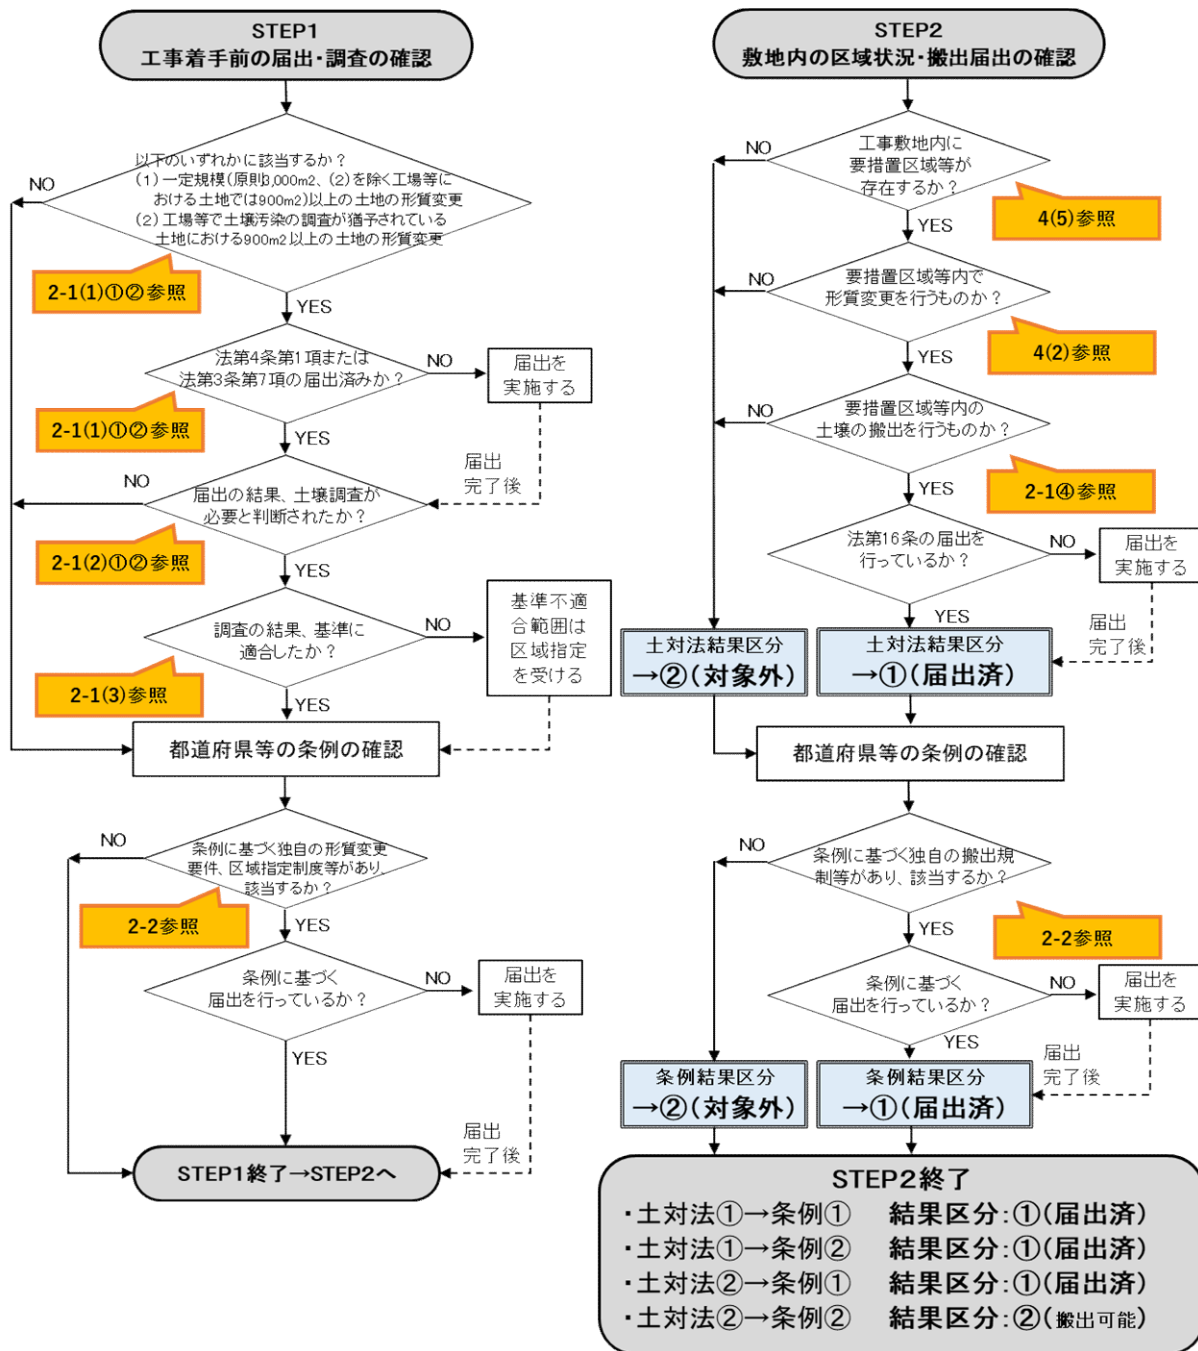 STEP1
工事着手前の届出・調査の確認
以下のいずれかに該当するか？
(1) 一定規模(原則3,000m2、(2)を除く工場等に
おける土地では900m2)以上の土地の形質変更
(2) 工場等で土壌汚染の調査が猶予されている
土地における900m2以上の土地の形質変更
NO
2-1(1)①②参照
YES
法第4条第1項または
法第3条第7項の届出済みか？
NO
届出を
実施する
2-1(1)①②参照
YES
届出
完了後
NO
届出の結果、土壌調査が
必要と判断されたか？
2-1(2)①②参照
YES
調査の結果、基準に
適合したか？
NO
基準不適
合範囲は
区域指定
を受ける
2-1(3)参照
YES
都道府県等の条例の確認
NO
条例に基づく独自の形質変更
要件、区域指定制度等があり、
該当するか？
2-2参照
YES
条例に基づく
届出を行っているか？
NO
届出を
実施する
YES
届出
完了後
STEP1終了→STEP2へ
STEP2
敷地内の区域状況・搬出届出の確認
NO
工事敷地内に
要措置区域等が
存在するか？
4(5)参照
YES
NO
要措置区域等内で
形質変更を行うものか？
4(2)参照
YES
NO
要措置区域等内の
土壌の搬出を行うものか？
2-1④参照
YES
法第16条の届出を
行っているか？
NO
届出を
実施する
YES
届出
完了後
土対法結果区分
→②(対象外)
土対法結果区分
→①(届出済)
都道府県等の条例の確認
NO
条例に基づく独自の搬出規
制等があり、該当するか？
2-2参照
YES
条例に基づく
届出を行っているか？
NO
届出を
実施する
YES
届出
完了後
条例結果区分
→②(対象外)
条例結果区分
→①(届出済)
STEP2終了
・土対法①→条例① 結果区分：①(届出済)
・土対法①→条例② 結果区分：①(届出済)
・土対法②→条例① 結果区分：①(届出済)
・土対法②→条例② 結果区分：②(搬出可能)